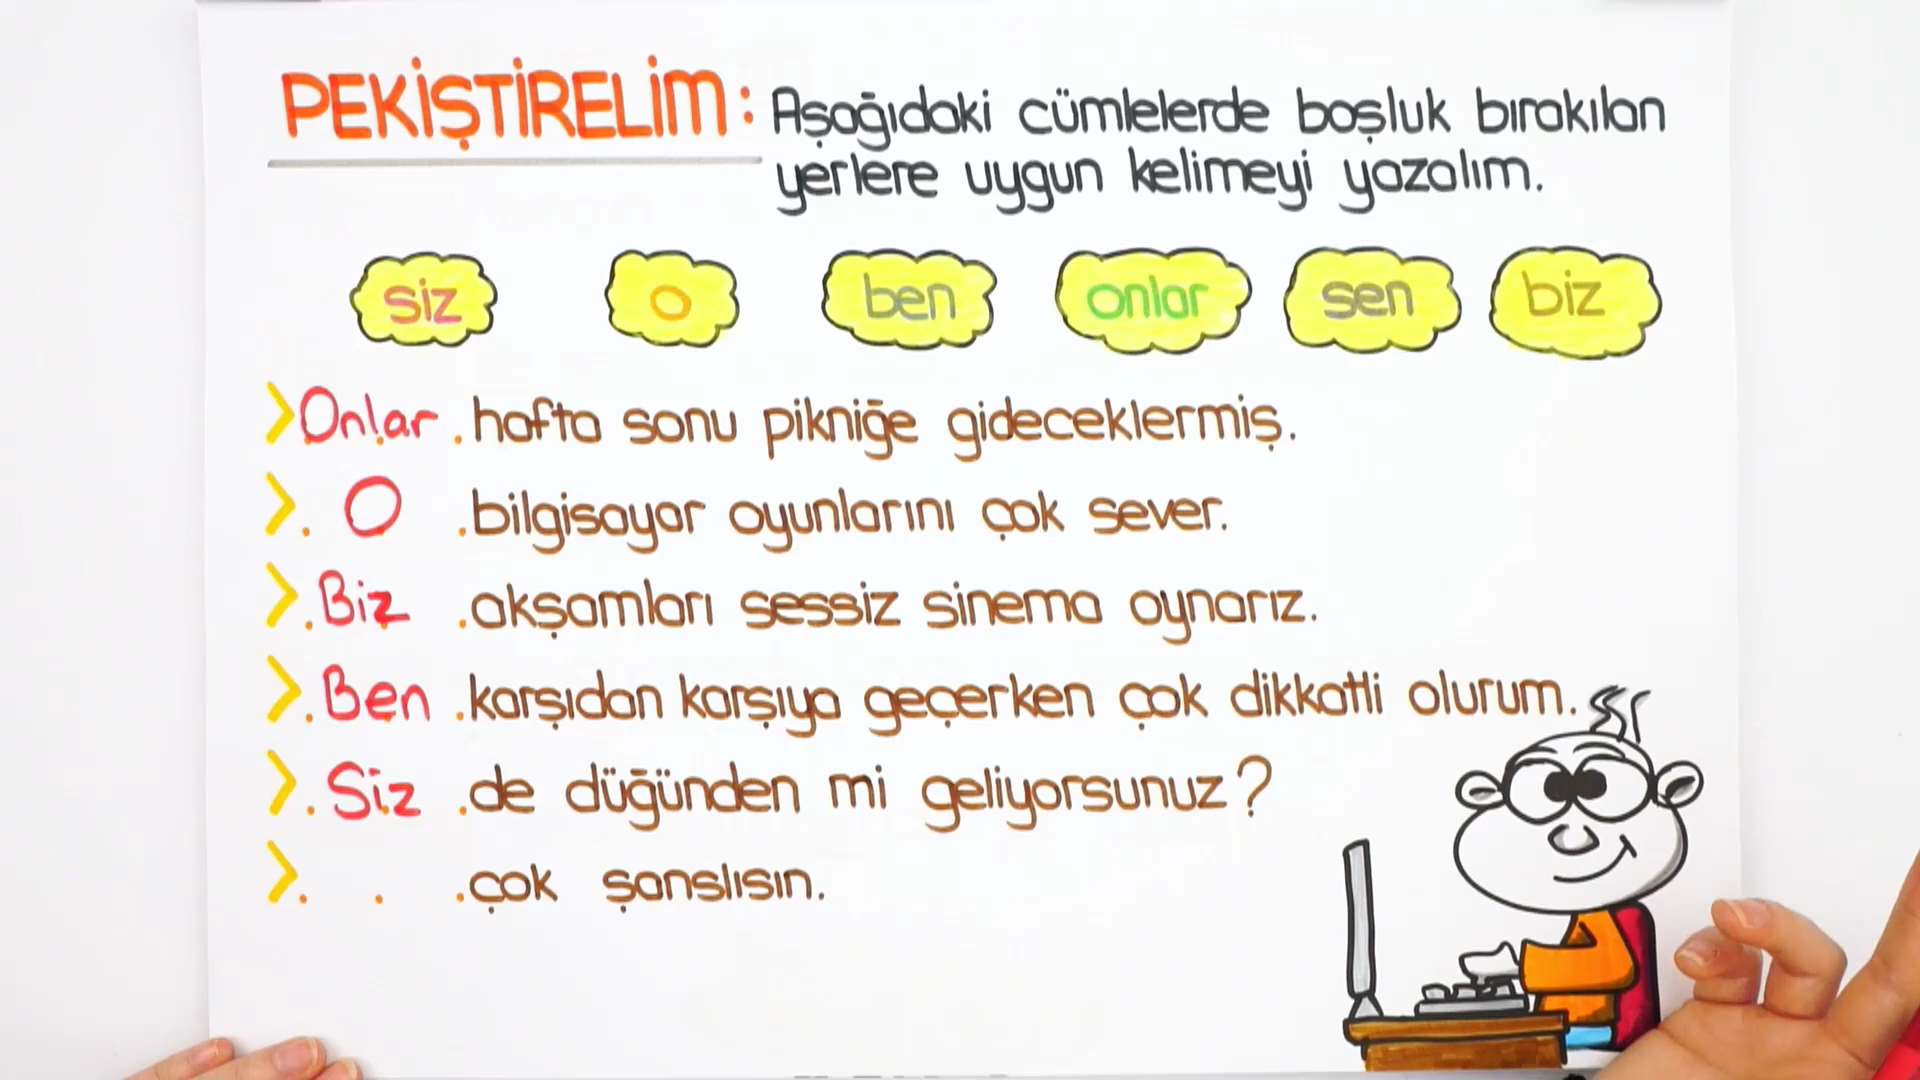 PEKİŞTİRELİM: Aşağıdaki cümlelerde boşluk bırakılan
yerlere uygun kelimeyi yazalım.
siz o ben onlar sen biz
Onlar . hafta sonu pikniğe gideceklermiş.
. O . bilgisayar oyunlarını çok sever.
. Biz . akşamları sessiz sinema oynarız.
. Ben . karşıdan karşıya geçerken çok dikkatli olurum.
. Siz . de düğünden mi geliyorsunuz?
. . . çok şanslısın.